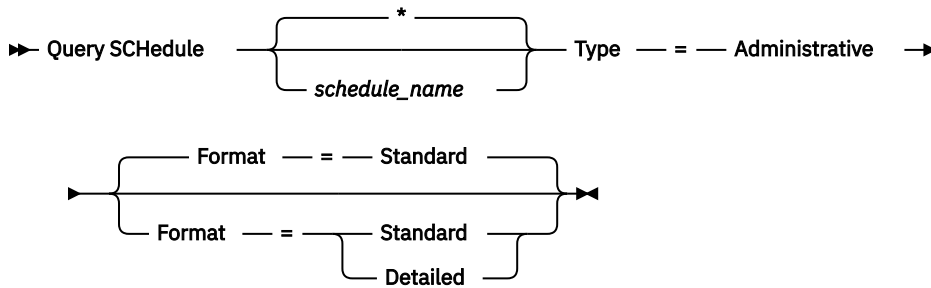 *
Query SCHedule Type = Administrative
schedule_name
Format = Standard
Format = Standard
Detailed